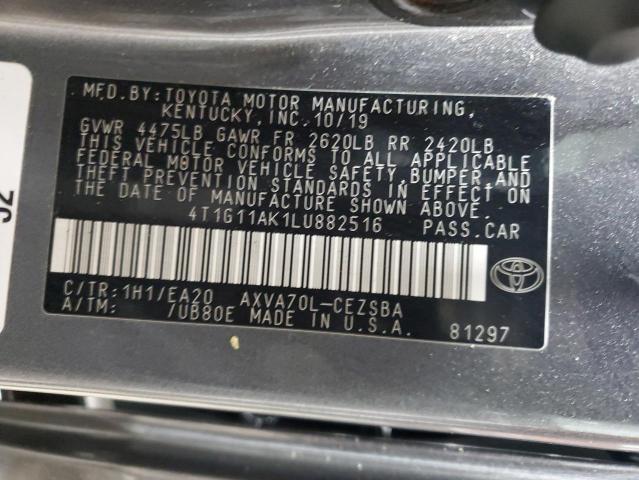 MFD.BY:TOYOTA MOTOR MANUFACTURING,
KENTUCKY, INC. 10/19
GVWR 4475LB GAWR FR 2620LB RR 2420LB
THIS VEHICLE CONFORMS TO ALL APPLICABLE
FEDERAL MOTOR VEHICLE SAFETY, BUMPER AND
THEFT PREVENTION STANDARDS IN EFFECT ON
THE DATE OF MANUFACTURE SHOWN ABOVE.
4T1G11AK1LU882516 PASS.CAR
C/TR:1H1/EA20 AXVA70L-CEZSBA
A/TM: /UB80E MADE IN U.S.A. 81297